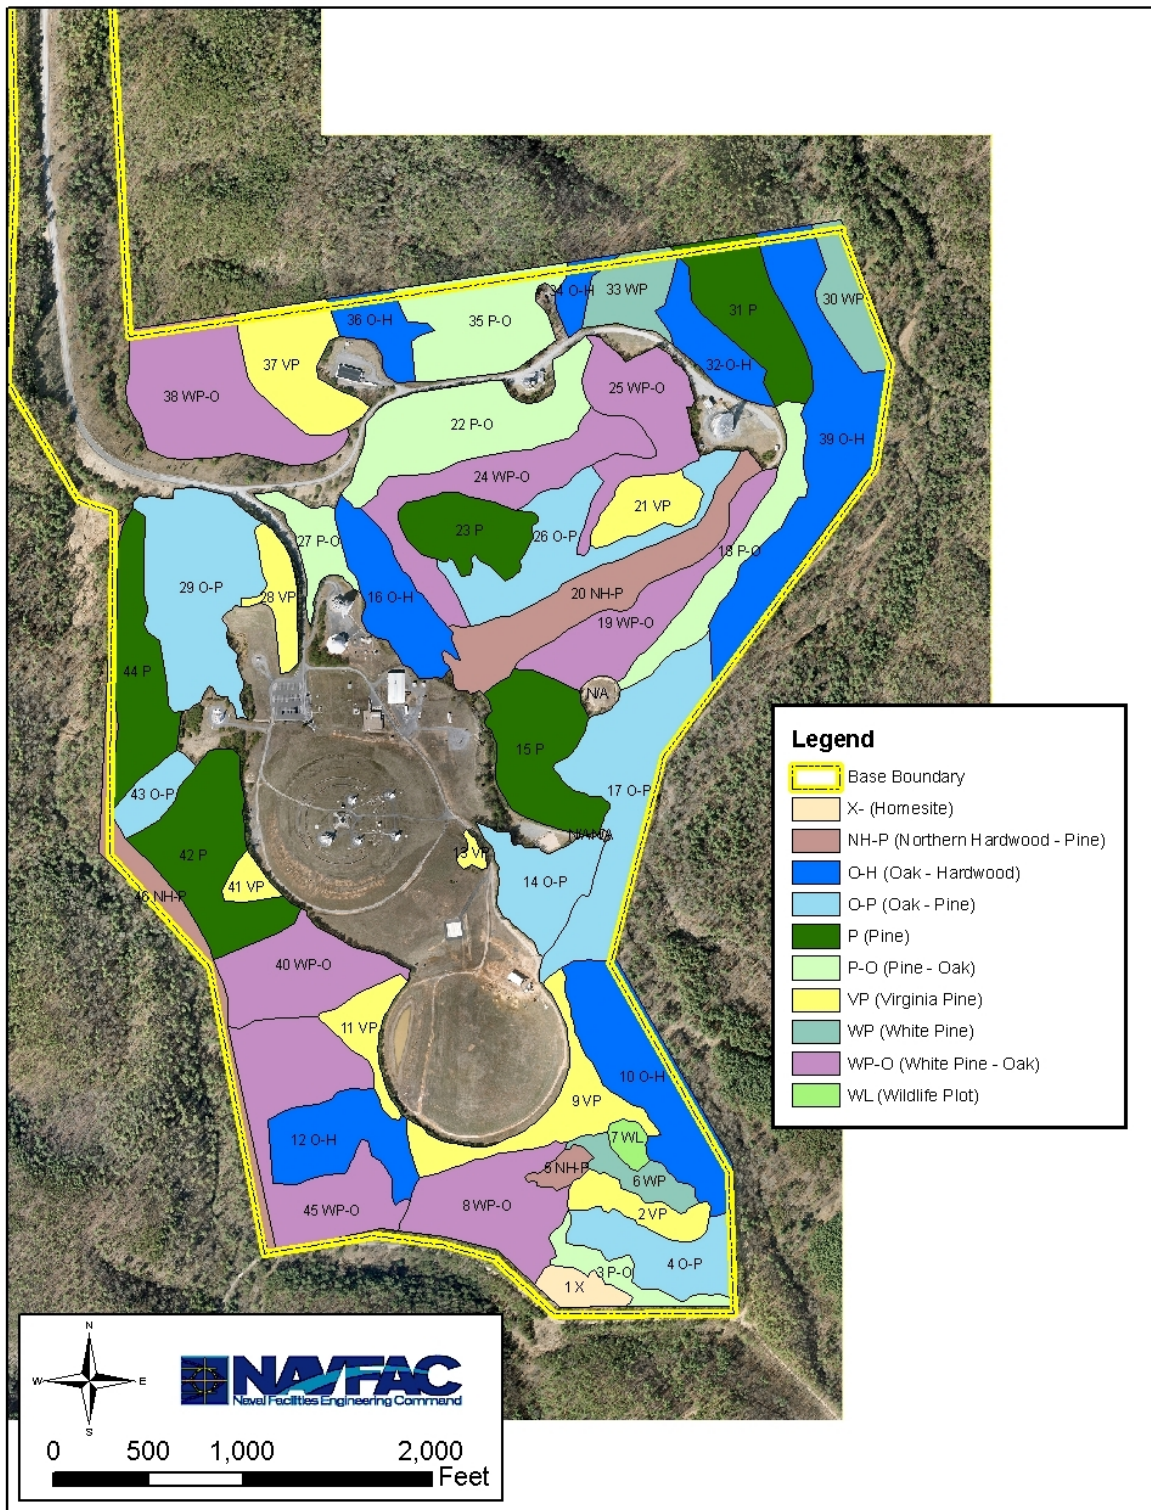 34 O-H
33 WP
30 WP
31 P
36 O-H
35 P-O
37 VP
32-O-H
38 WP-O
25 WP-O
22 P-O
39 O-H
24 WP-O
21 VP
23 P
26 O-P
27 P-O
18 P-O
29 O-P
28 VP
16 O-H
20 NH-P
19 WP-O
44 P
N/A
15 P
43 O-P
17 O-P
N/A N/A
42 P
13 VP
14 O-P
41 VP
46 NH-P
40 WP-O
11 VP
10 O-H
9 VP
12 O-H
7 WL
5 NH-P
6 WP
45 WP-O
8 WP-O
2 VP
4 O-P
3 P-O
1 X
Legend
Base Boundary
X- (Homesite)
NH-P (Northern Hardwood - Pine)
O-H (Oak - Hardwood)
O-P (Oak - Pine)
P (Pine)
P-O (Pine - Oak)
VP (Virginia Pine)
WP (White Pine)
WP-O (White Pine - Oak)
WL (Wildlife Plot)
N
W E
S
NAVFAC
Naval Facilities Engineering Command
0 500 1,000 2,000
Feet